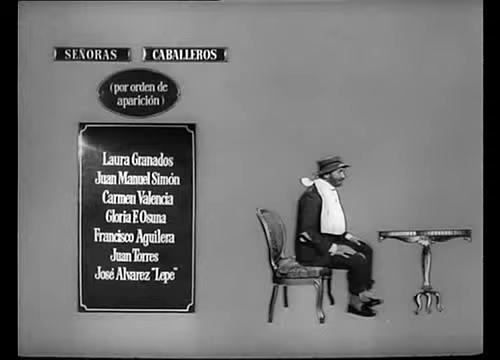 SEÑORAS CABALLEROS
(por orden de
aparición)
Laura Granados
Juan Manuel Simón
Carmen Valencia
Gloria F. Osuna
Francisco Aguilera
Juan Torres
José Alvarez "Lepe"